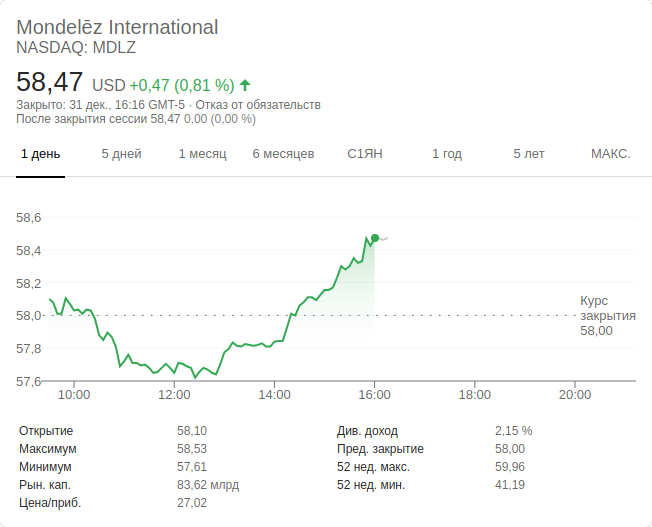 Mondelēz International
NASDAQ: MDLZ
58,47 USD +0,47 (0,81 %)
Закрыто: 31 дек., 16:16 GMT-5 · Отказ от обязательств
После закрытия сессии 58,47 0,00 (0,00 %)
1 день 5 дней 1 месяц 6 месяцев С1ЯН 1 год 5 лет МАКС.
58,6
58,4
58,2
58,0
57,8
57,6
Курс
закрытия
58,00
10:00 12:00 14:00 16:00 18:00 20:00
Открытие 58,10
Максимум 58,53
Минимум 57,61
Рын. кап. 83,62 млрд
Цена/приб. 27,02
Див. доход 2,15 %
Пред. закрытие 58,00
52 нед. макс. 59,96
52 нед. мин. 41,19